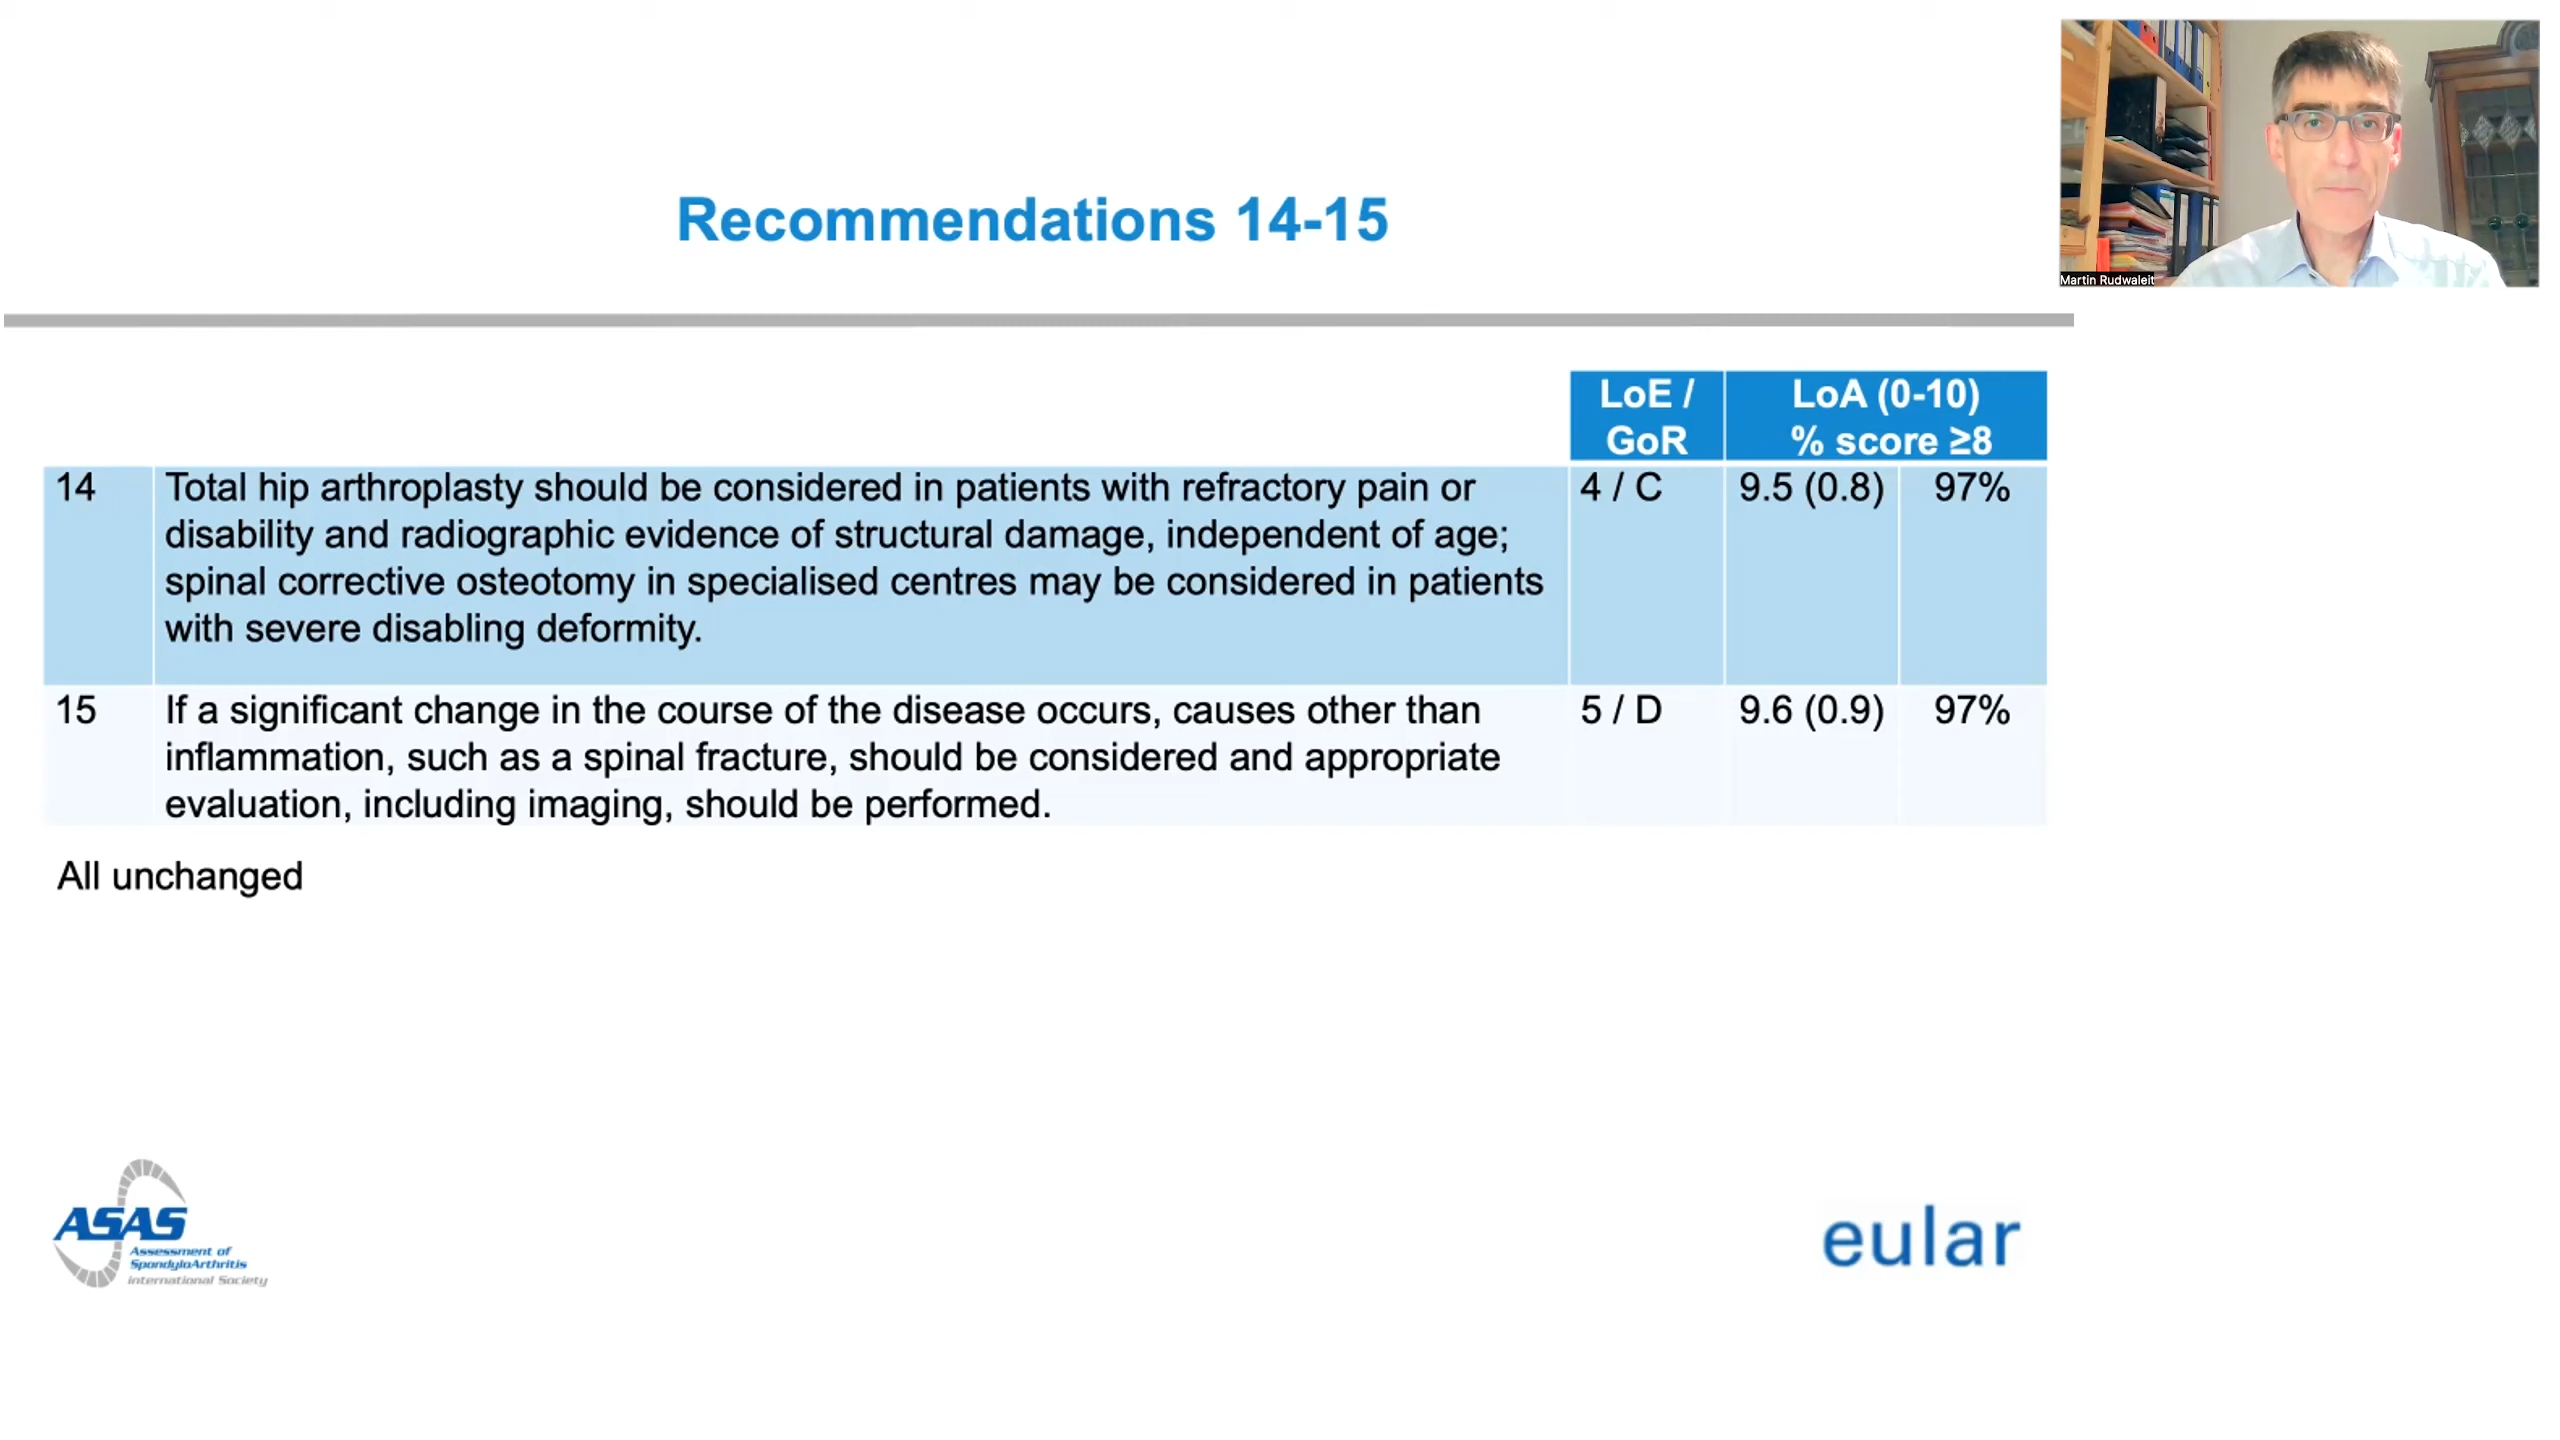 Martin Rudwaleit
Recommendations 14-15
LoE / GoR
LoA (0-10)
% score ≥8
14
Total hip arthroplasty should be considered in patients with refractory pain or
disability and radiographic evidence of structural damage, independent of age;
spinal corrective osteotomy in specialised centres may be considered in patients
with severe disabling deformity.
4 / C
9.5 (0.8)
97%
15
If a significant change in the course of the disease occurs, causes other than
inflammation, such as a spinal fracture, should be considered and appropriate
evaluation, including imaging, should be performed.
5 / D
9.6 (0.9)
97%
All unchanged
ASAS
Assessment of
SpondyloArthritis
international Society
eular